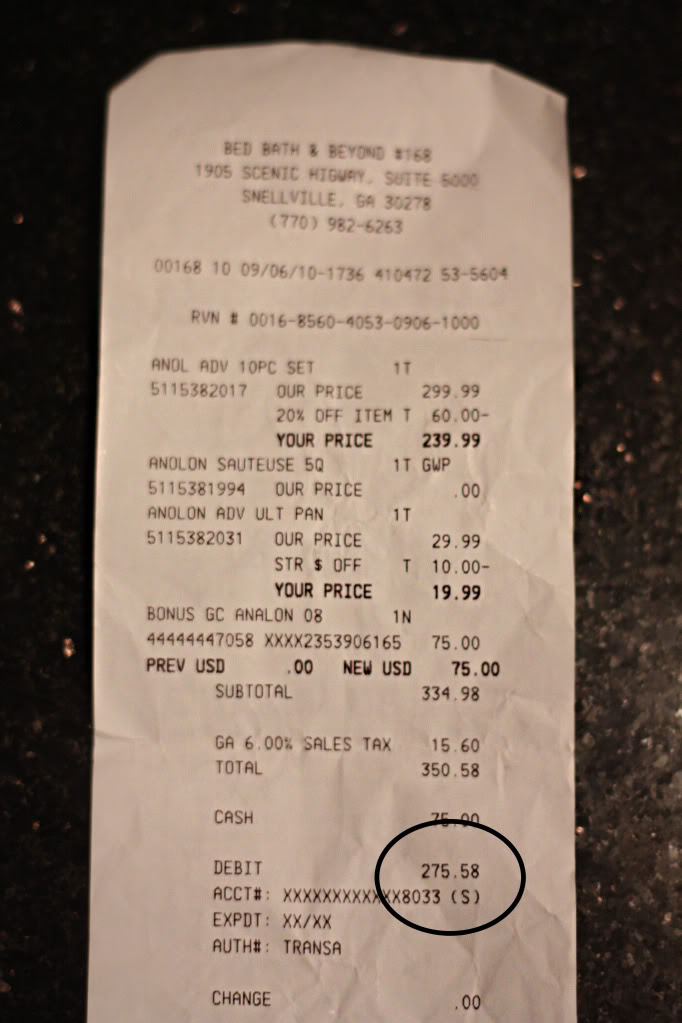 BED BATH & BEYOND #168
1905 SCENIC HIGWAY, SUITE 5000
SNELLVILLE, GA 30278
(770) 982-6263
00168 10 09/06/10-1736 410472 53-5604
RVN # 0016-8560-4053-0906-1000
ANOL ADV 10PC SET 1T
5115382017 OUR PRICE 299.99
20% OFF ITEM T 60.00-
YOUR PRICE 239.99
ANOLON SAUTEUSE 5Q 1T GWP
5115381994 OUR PRICE .00
ANOLON ADV ULT PAN 1T
5115382031 OUR PRICE 29.99
STR $ OFF T 10.00-
YOUR PRICE 19.99
BONUS GC ANALON 08 1N
44444447058 XXXX2353906165 75.00
PREV USD .00 NEW USD 75.00
SUBTOTAL 334.98
GA 6.00% SALES TAX 15.60
TOTAL 350.58
CASH 75.00
DEBIT 275.58
ACCT#: XXXXXXXXXXXX8033 (S)
EXPDT: XX/XX
AUTH#: TRANSA
CHANGE .00